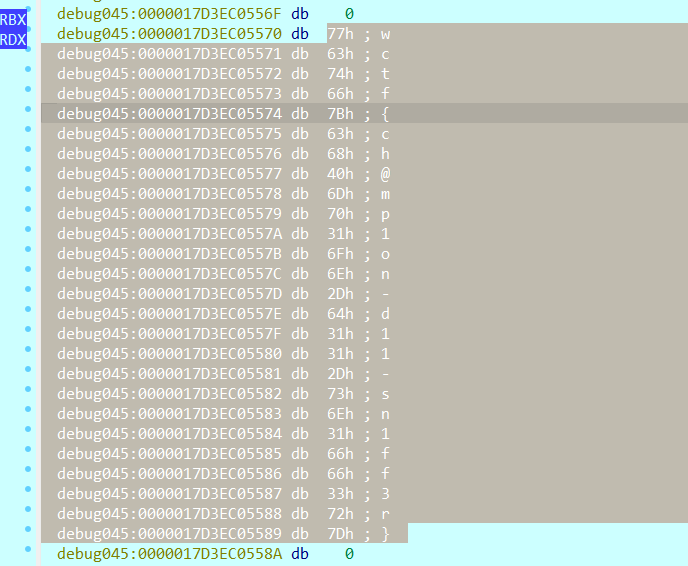 RBX
RDX
debug045:0000017D3EC0556F db    0
debug045:0000017D3EC05570 db  77h ; w
debug045:0000017D3EC05571 db  63h ; c
debug045:0000017D3EC05572 db  74h ; t
debug045:0000017D3EC05573 db  66h ; f
debug045:0000017D3EC05574 db  7Bh ; {
debug045:0000017D3EC05575 db  63h ; c
debug045:0000017D3EC05576 db  68h ; h
debug045:0000017D3EC05577 db  40h ; @
debug045:0000017D3EC05578 db  6Dh ; m
debug045:0000017D3EC05579 db  70h ; p
debug045:0000017D3EC0557A db  31h ; 1
debug045:0000017D3EC0557B db  6Fh ; o
debug045:0000017D3EC0557C db  6Eh ; n
debug045:0000017D3EC0557D db  2Dh ; -
debug045:0000017D3EC0557E db  64h ; d
debug045:0000017D3EC0557F db  31h ; 1
debug045:0000017D3EC05580 db  31h ; 1
debug045:0000017D3EC05581 db  2Dh ; -
debug045:0000017D3EC05582 db  73h ; s
debug045:0000017D3EC05583 db  6Eh ; n
debug045:0000017D3EC05584 db  31h ; 1
debug045:0000017D3EC05585 db  66h ; f
debug045:0000017D3EC05586 db  66h ; f
debug045:0000017D3EC05587 db  33h ; 3
debug045:0000017D3EC05588 db  72h ; r
debug045:0000017D3EC05589 db  7Dh ; }
debug045:0000017D3EC0558A db    0